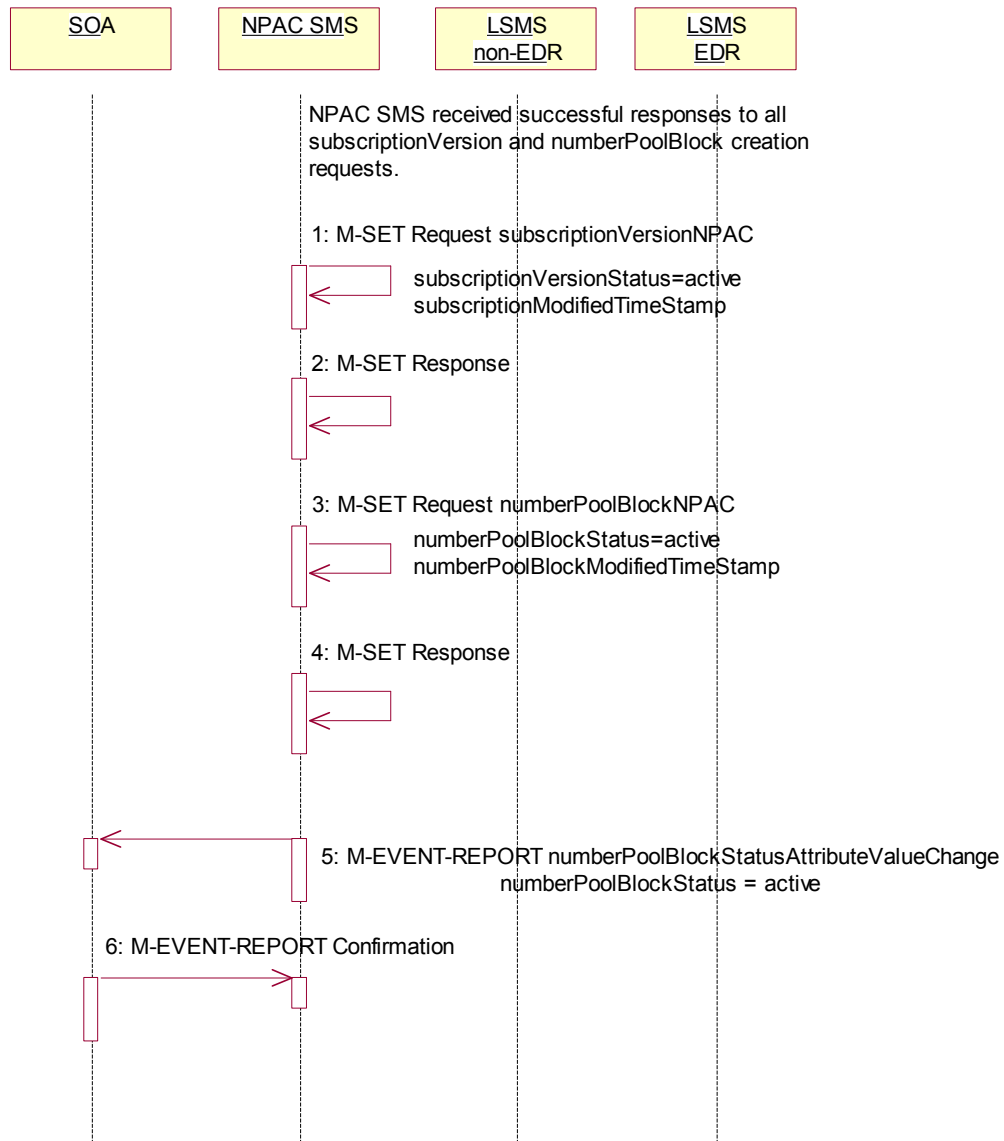 SOA
NPAC SMS
LSMS
non-EDR
LSMS
EDR
NPAC SMS received successful responses to all
subscriptionVersion and numberPoolBlock creation
requests.
1: M-SET Request subscriptionVersionNPAC
subscriptionVersionStatus=active
subscriptionModifiedTimeStamp
2: M-SET Response
3: M-SET Request numberPoolBlockNPAC
numberPoolBlockStatus=active
numberPoolBlockModifiedTimeStamp
4: M-SET Response
5: M-EVENT-REPORT numberPoolBlockStatusAttributeValueChange
numberPoolBlockStatus = active
6: M-EVENT-REPORT Confirmation